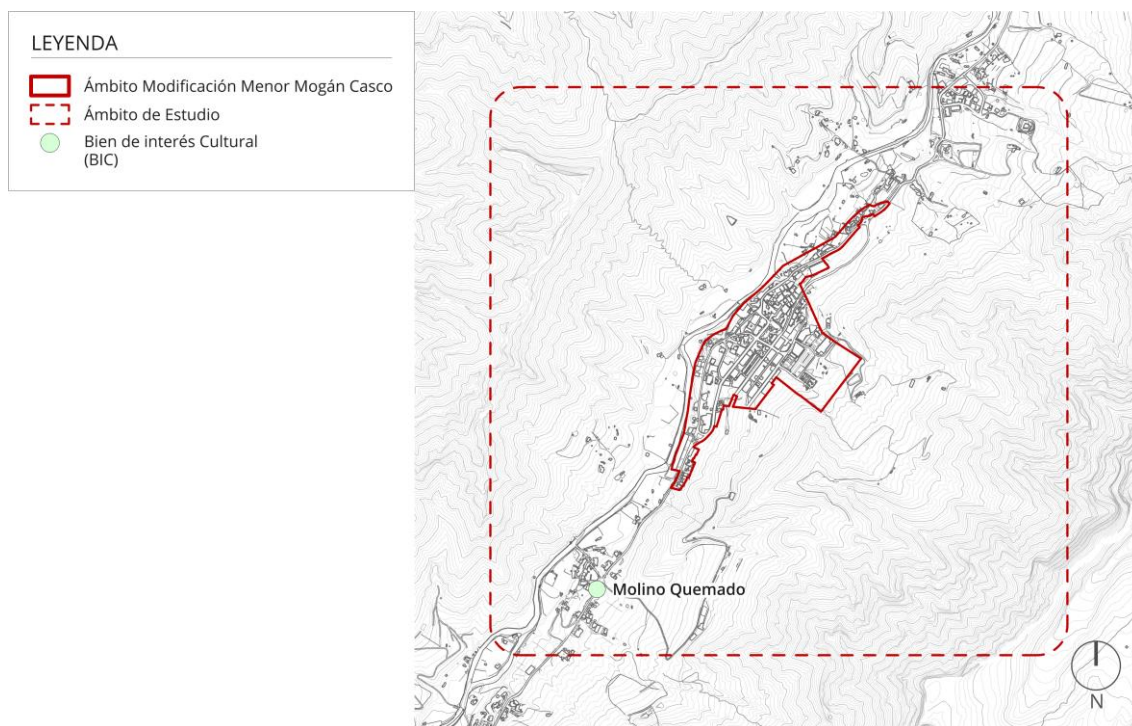 LEYENDA
Ámbito Modificación Menor Mogán Casco
Ámbito de Estudio
Bien de interés Cultural
(BIC)
Molino Quemado
N